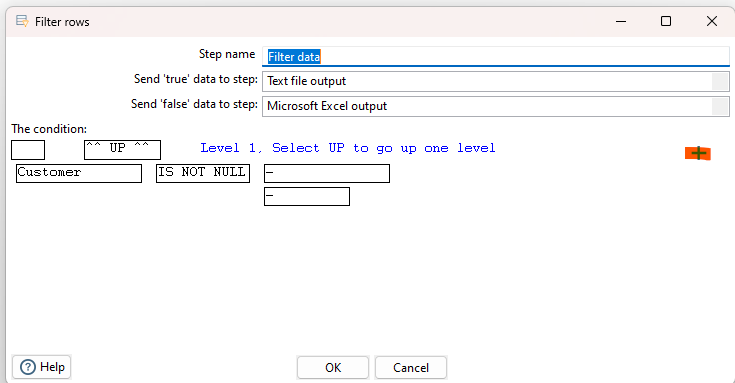 Filter rows
Step name Filter data
Send 'true' data to step: Text file output
Send 'false' data to step: Microsoft Excel output
The condition:
^^ UP ^^ Level 1, Select UP to go up one level
+
Customer IS NOT NULL -
-
? Help OK Cancel